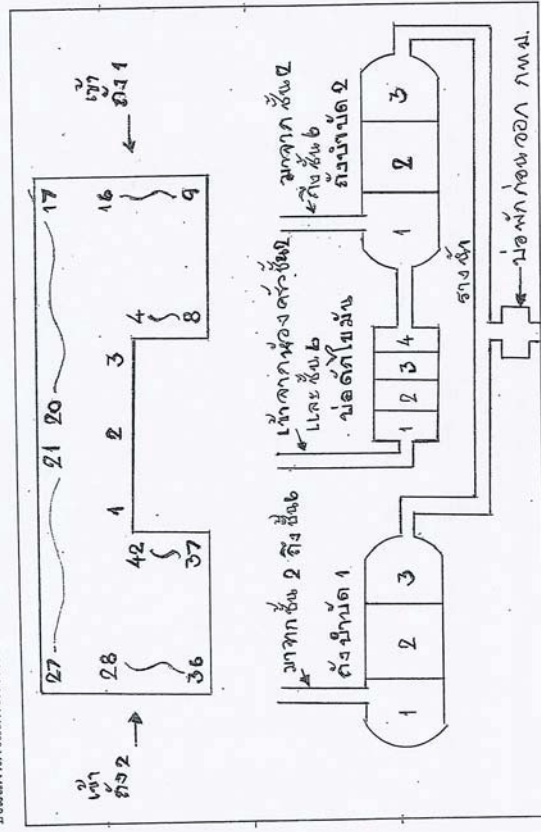 17
16
9
20
21
27
4
8
3
2
1
42
37
28
36
เข้า
ถัง 1
เข้า
ถัง 2
มาจาก ชั้น 2
ถึงชั้น 6
ถังบำบัด 2
1
2
3
เข้าจากห้องครัวชั้น 2
และ ชั้น 6
บ่อดักไขมัน
1
2
3
4
มาจากชั้น 2 ถึง ชั้น 6
ถังบำบัด 1
1
2
3
รางน้ำ
บ่อพักก่อนออก กทม.